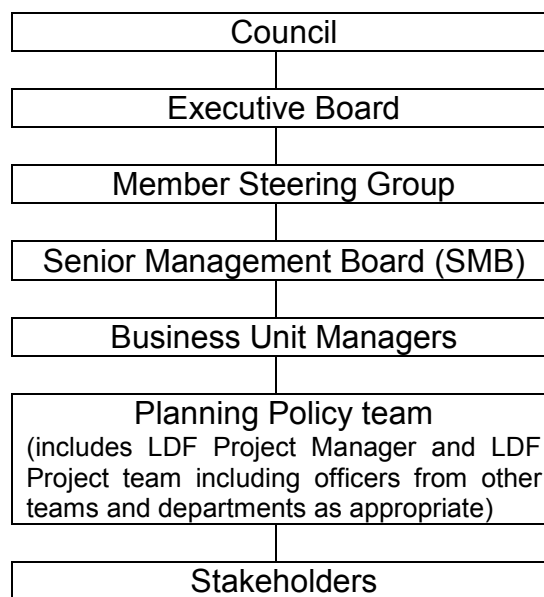 Council
Executive Board
Member Steering Group
Senior Management Board (SMB)
Business Unit Managers
Planning Policy team
(includes LDF Project Manager and LDF
Project team including officers from other
teams and departments as appropriate)
Stakeholders